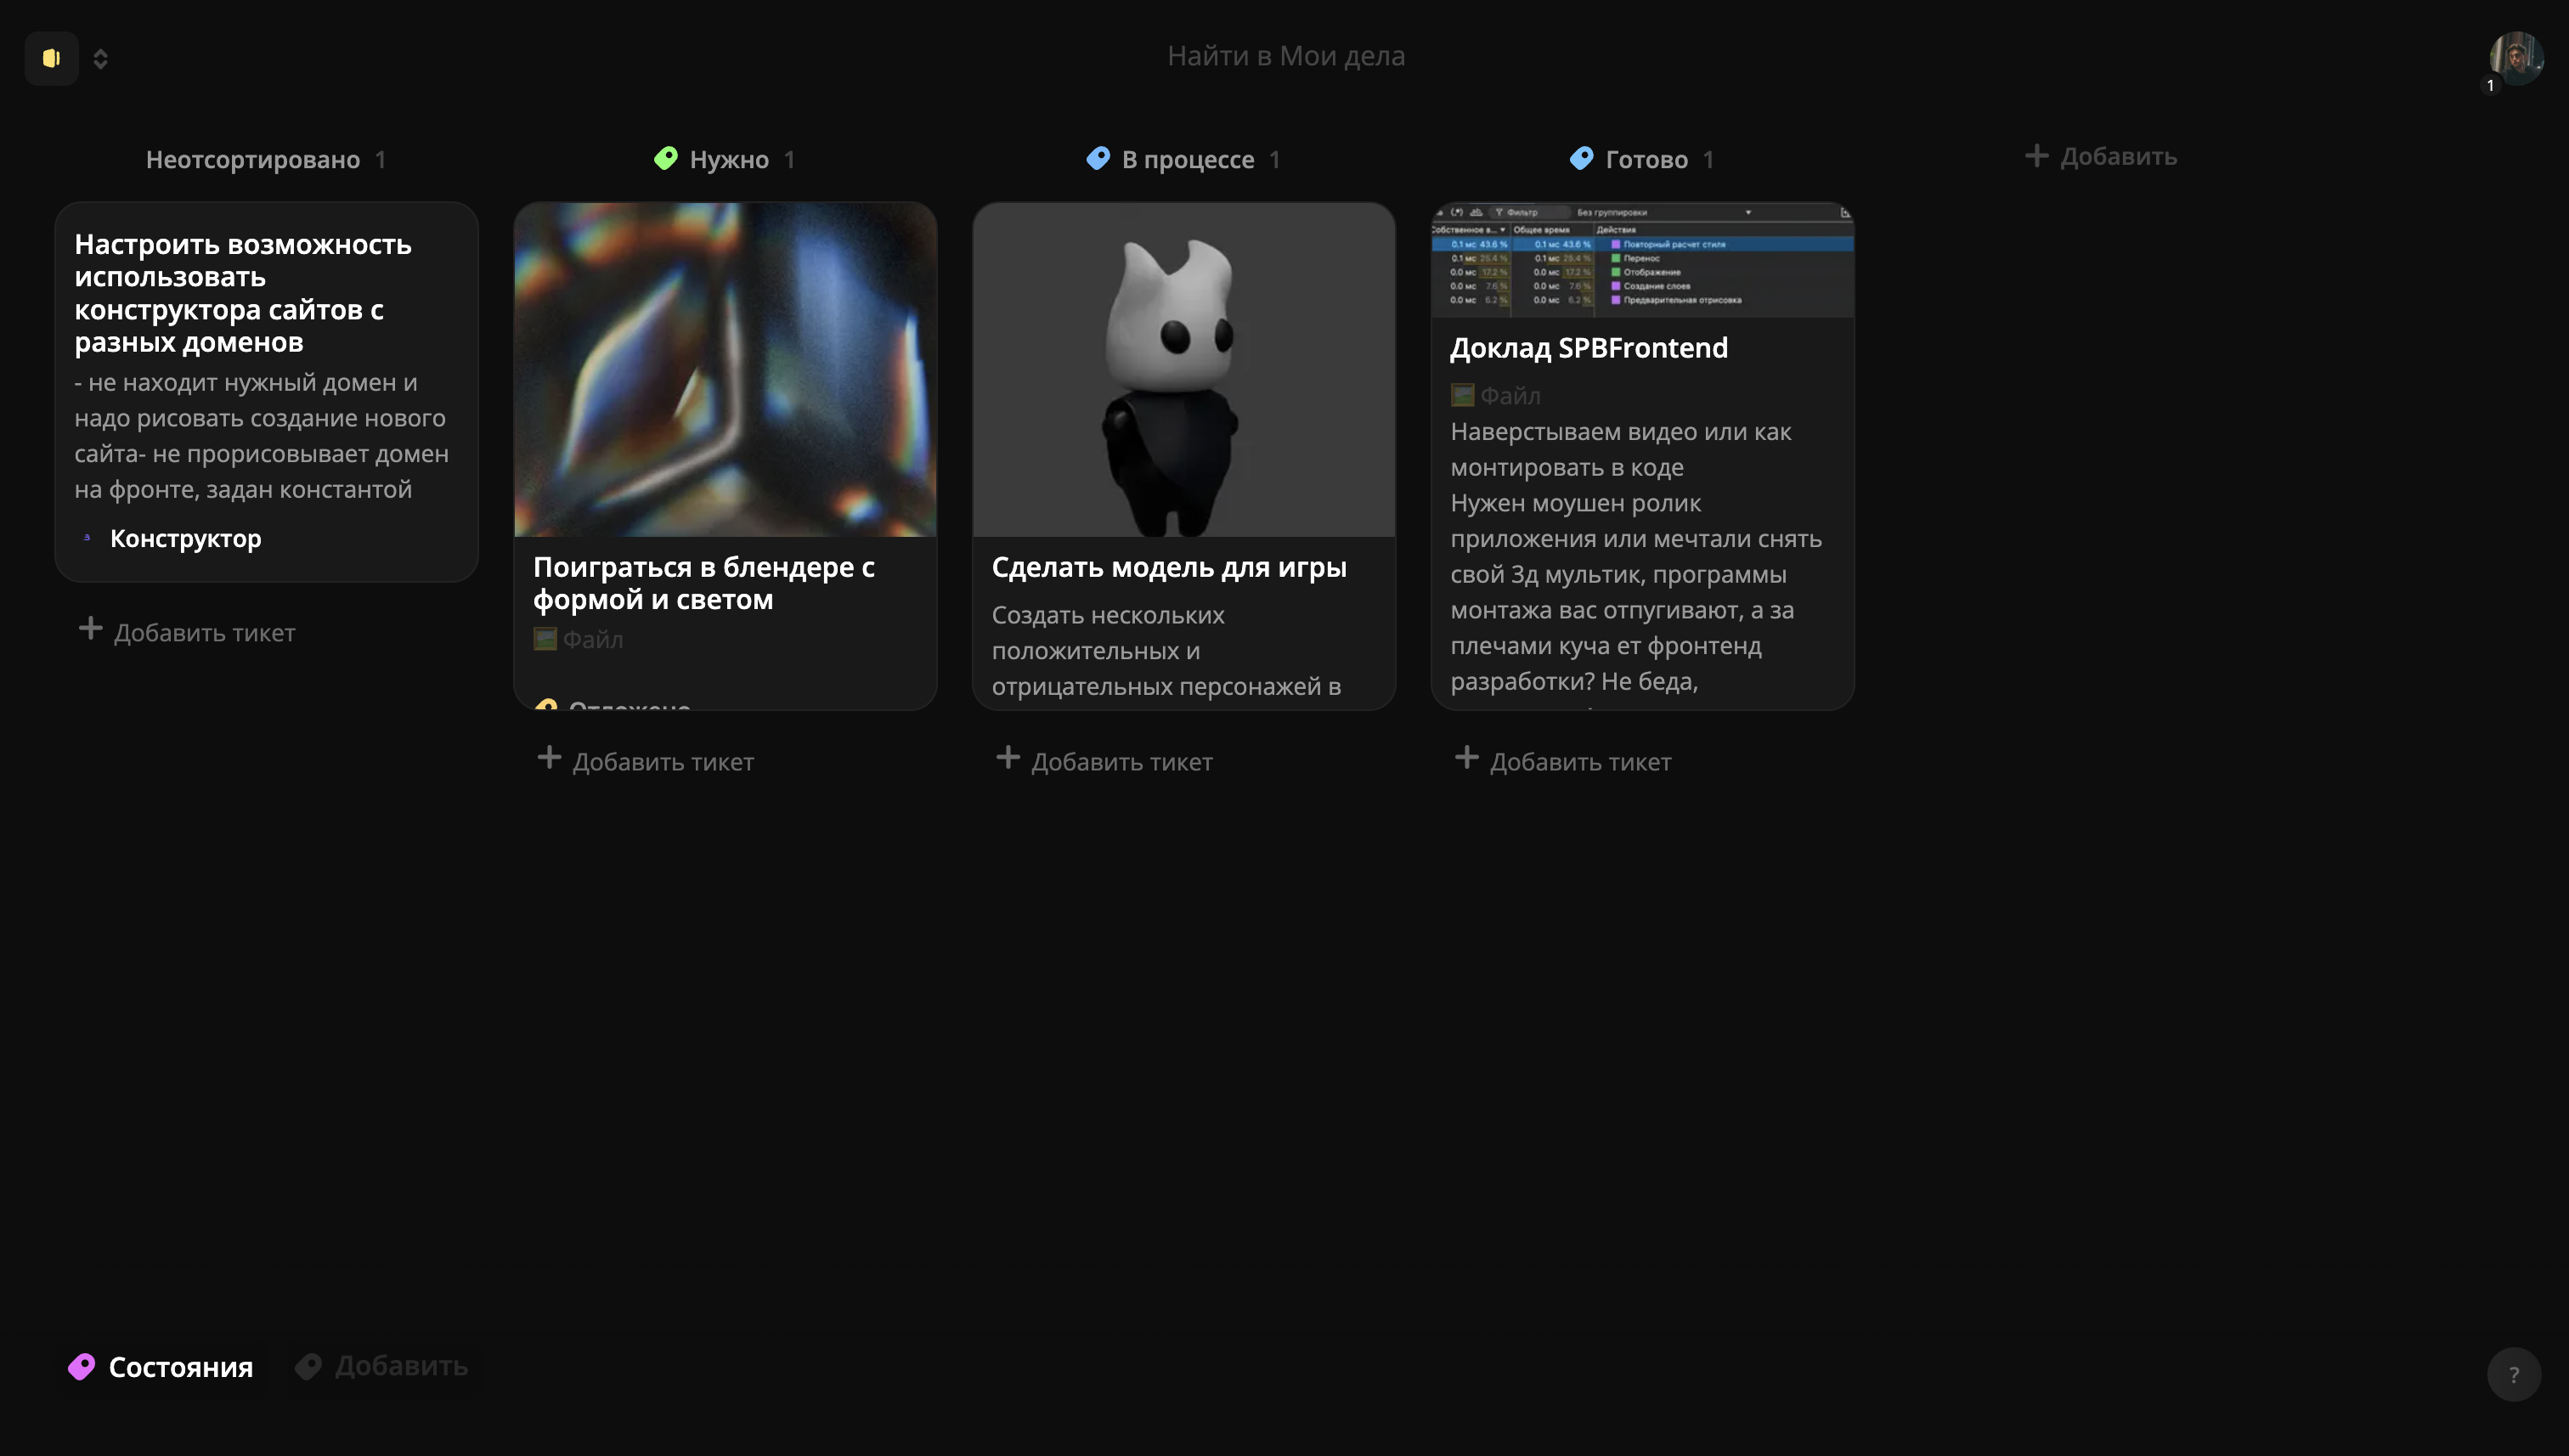 Найти в Мои дела
1
Неотсортировано 1
Настроить возможность
использовать
конструктора сайтов с
разных доменов
- не находит нужный домен и
надо рисовать создание нового
сайта- не прорисовывает домен
на фронте, задан константой
Конструктор
Добавить тикет
Нужно 1
Поиграться в блендере с
формой и светом
Файл
Отложено
Добавить тикет
В процессе 1
Сделать модель для игры
Создать нескольких
положительных и
отрицательных персонажей в
Добавить тикет
Готово 1
Фильтр Без группировки
Собственное в... Общее время Действия
0.1 мс 43.6 % 0.1 мс 43.6 % Повторный расчет стиля
0.1 мс 25.4 % 0.1 мс 25.4 % Перенос
0.0 мс 17.2 % 0.0 мс 17.2 % Отображение
0.0 мс 7.6 % 0.0 мс 7.6 % Создание слоев
0.0 мс 6.2 % 0.0 мс 6.2 % Предварительная отрисовка
Доклад SPBFrontend
Файл
Наверстываем видео или как
монтировать в коде
Нужен моушен ролик
приложения или мечтали снять
свой 3д мультик, программы
монтажа вас отпугивают, а за
плечами куча ет фронтенд
разработки? Не беда,
Добавить тикет
Добавить
Состояния
Добавить
?